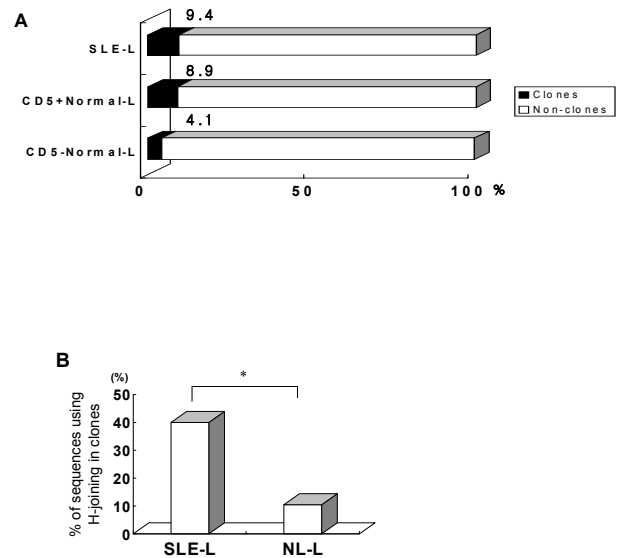 A
9.4
SLE-L
8.9
CD5+Normal-L
4.1
CD5-Normal-L
0 50 100 %
Clones
Non-clones
B
(%)
% of sequences using
H-joining in clones
50
40
30
20
10
0
*
SLE-L NL-L